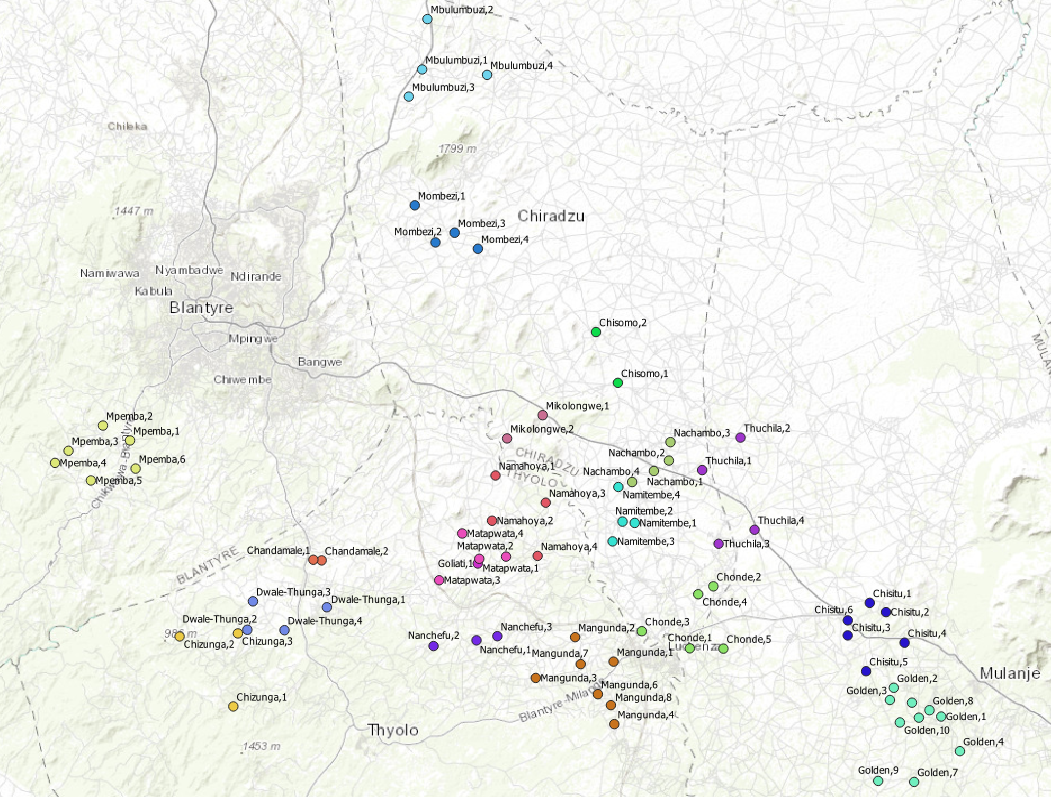 Mbulumbuzi,2
Mbulumbuzi,1
Mbulumbuzi,4
Mbulumbuzi,3
Chileka
1799 m
Mombezi,1
1447 m
Chiradzu
Mombezi,3
Mombezi,2
Mombezi,4
Namiwawa
Nyambadwe
Ndirande
Kabula
Blantyre
Chisomo,2
Mpingwe
Bangwe
MULAN
Chiwembe
Chisomo,1
Mikolongwe,1
Mpemba,2
Mikolongwe,2
Thuchila,2
Mpemba,1
Nachambo,3
Mpemba,3
Nachambo,2
CHIRADZU
THYOLO
Mpemba,4
Mpemba,6
Namahoya,1
Nachambo,4
Thuchila,1
Mpemba,5
Nachambo,1
Namahoya,3
Namitembe,4
Namitembe,2
Namahoya,2
Namitembe,1
Thuchila,4
Matapwata,4
Namitembe,3
Thuchila,3
Matapwata,2
Namahoya,4
Chandamale,1
Chandamale,2
BLANTYRE
Goliati,1
Matapwata,1
Matapwata,3
Chonde,2
Dwale-Thunga,3
Dwale-Thunga,1
Chonde,4
Chisitu,1
Chisitu,6
Chisitu,2
Dwale-Thunga,2
Dwale-Thunga,4
Chizunga,2
Chizunga,3
Nanchefu,2
Nanchefu,3
Nanchefu,1
Mangunda,2
Chonde,3
Chisitu,3
Chisitu,4
Chonde,1
Chonde,5
Mangunda,7
Mangunda,1
Chisitu,5
Mulanje
Mangunda,3
Mangunda,6
Golden,2
Golden,3
Chizunga,1
Mangunda,8
Golden,8
Blantyre-Milange
Mangunda,4
Golden,1
Thyolo
Golden,10
1453 m
Golden,4
Golden,9
Golden,7